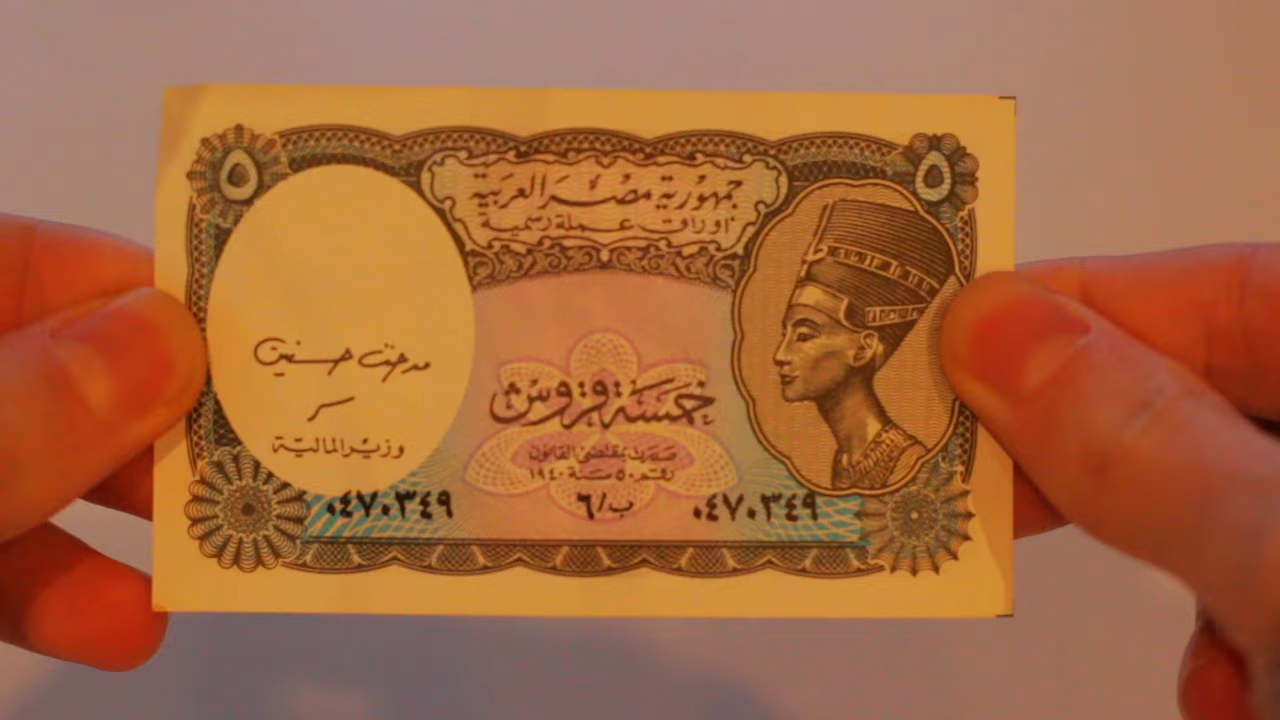 ٥
٥
جمهورية مصر العربية
أوراق عملة رسمية
مدحت حسنين
وزير المالية
خمسة قروش
صدرت بمقتضى القانون
رقم ٥٠ سنة ١٩٤٠
٠٤٧٠٣٤٩
ب/٦
٠٤٧٠٣٤٩